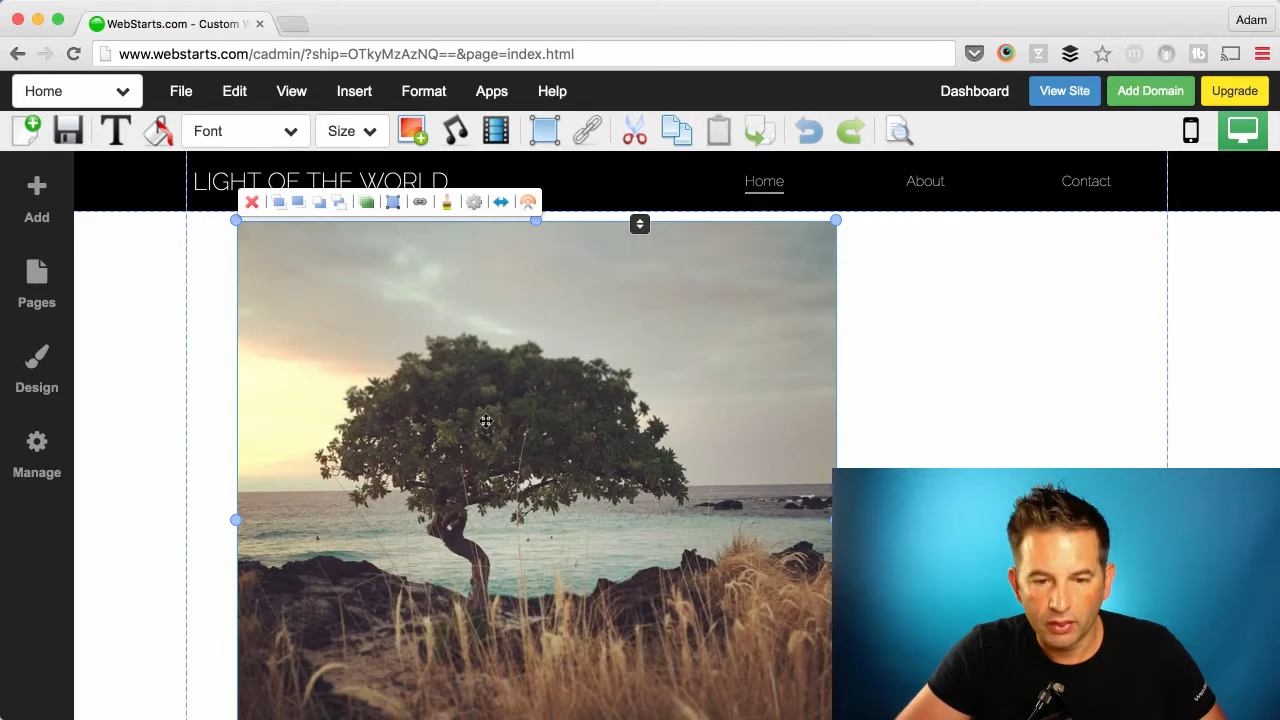 WebStarts.com - Custom W
Adam
www.webstarts.com/cadmin/?ship=OTkyMzAzNQ==&page=index.html
Home File Edit View Insert Format Apps Help Dashboard View Site Add Domain Upgrade
Font Size
LIGHT OF THE WORLD Home About Contact
Add
Pages
Design
Manage